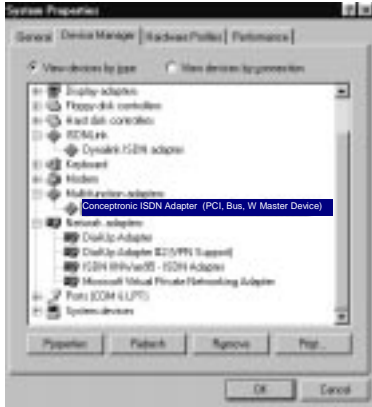 System Properties
General Device Manager Hardware Profiles Performance
View devices by type View devices by connection
Display adapters
Floppy disk controllers
Hard disk controllers
ISDNLink
Dynalink ISDN adapter
Keyboard
Modem
Multifunction adapters
Conceptronic ISDN Adapter (PCI, Bus, W Master Device)
Network adapters
Dial-Up Adapter
Dial-Up Adapter #2 (VPN Support)
ISDN - ISDN Adapter
Microsoft Virtual Private Networking Adapter
Ports (COM & LPT)
System devices
Properties Refresh Remove Print...
OK Cancel